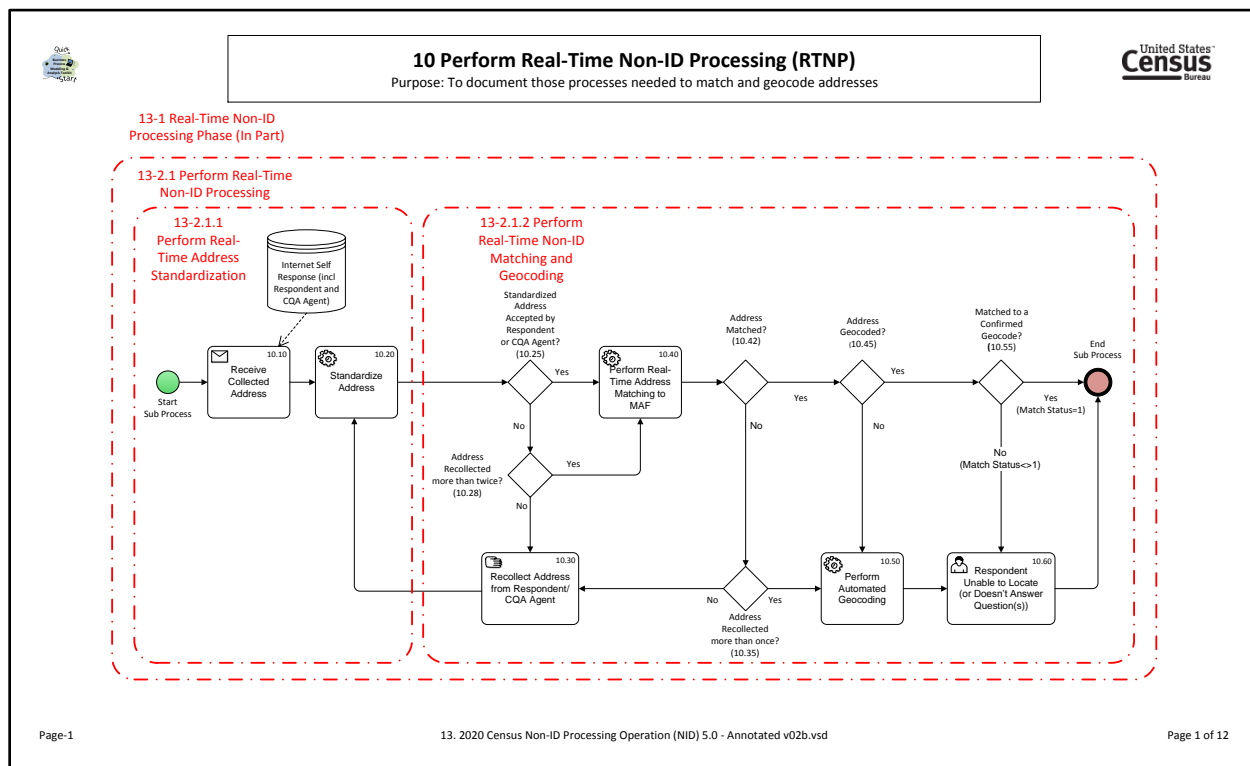 Quick
Start
10 Perform Real-Time Non-ID Processing (RTNP)
Purpose: To document those processes needed to match and geocode addresses
United States™
Census
Bureau
13-1 Real-Time Non-ID
Processing Phase (In Part)
13-2.1 Perform Real-Time
Non-ID Processing
13-2.1.1
Perform Real-
Time Address
Standardization
13-2.1.2 Perform
Real-Time Non-ID
Matching and
Geocoding
Internet Self
Response (incl
Respondent and
CQA Agent)
Start
Sub Process
10.10
Receive
Collected
Address
10.20
Standardize
Address
Standardized
Address
Accepted by
Respondent
or CQA Agent?
(10.25)
Yes
No
Address
Recollected
more than twice?
(10.28)
Yes
No
10.30
Recollect Address
from Respondent/
CQA Agent
10.40
Perform Real-
Time Address
Matching to
MAF
Address
Matched?
(10.42)
Yes
No
No
Yes
Address
Recollected
more than once?
(10.35)
Address
Geocoded?
(10.45)
Yes
No
10.50
Perform
Automated
Geocoding
Matched to a
Confirmed
Geocode?
(10.55)
Yes
(Match Status=1)
No
(Match Status<>1)
10.60
Respondent
Unable to Locate
(or Doesn't Answer
Question(s))
End
Sub Process
Page-1
13. 2020 Census Non-ID Processing Operation (NID) 5.0 - Annotated v02b.vsd
Page 1 of 12